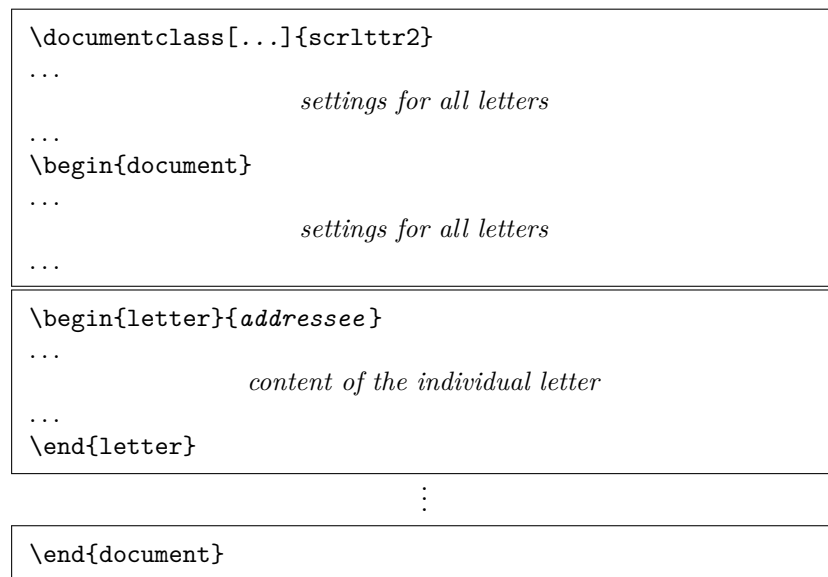 \documentclass[...]{scrlttr2}
...
settings for all letters
...
\begin{document}
...
settings for all letters
...
\begin{letter}{addressee}
...
content of the individual letter
...
\end{letter}
⋮
\end{document}